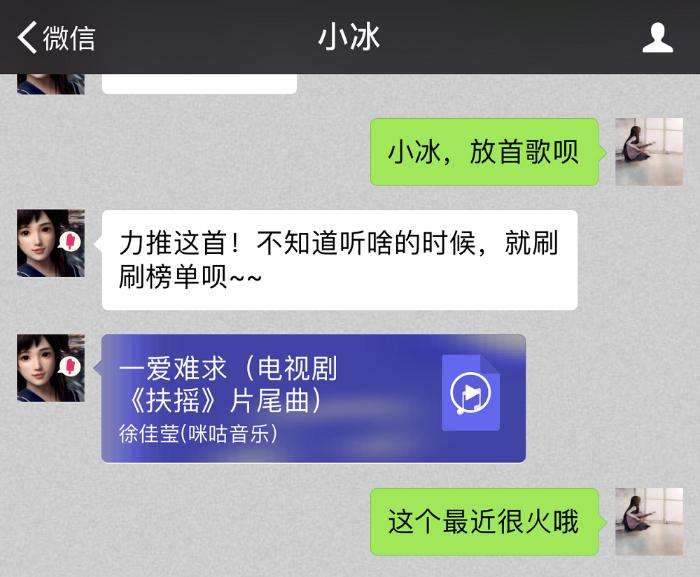 微信
小冰
小冰，放首歌呗
力推这首！不知道听啥的时候，就刷
刷榜单呗~~
一爱难求（电视剧
《扶摇》片尾曲）
徐佳莹(咪咕音乐)
这个最近很火哦